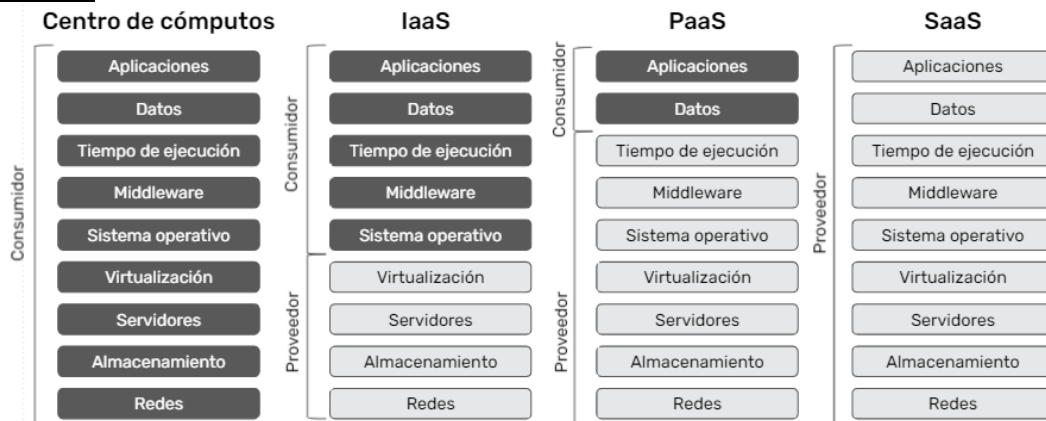 Centro de cómputos
Consumidor
Aplicaciones
Datos
Tiempo de ejecución
Middleware
Sistema operativo
Virtualización
Servidores
Almacenamiento
Redes
IaaS
Consumidor
Aplicaciones
Datos
Tiempo de ejecución
Middleware
Sistema operativo
Proveedor
Virtualización
Servidores
Almacenamiento
Redes
PaaS
Consumidor
Aplicaciones
Datos
Proveedor
Tiempo de ejecución
Middleware
Sistema operativo
Virtualización
Servidores
Almacenamiento
Redes
SaaS
Proveedor
Aplicaciones
Datos
Tiempo de ejecución
Middleware
Sistema operativo
Virtualización
Servidores
Almacenamiento
Redes